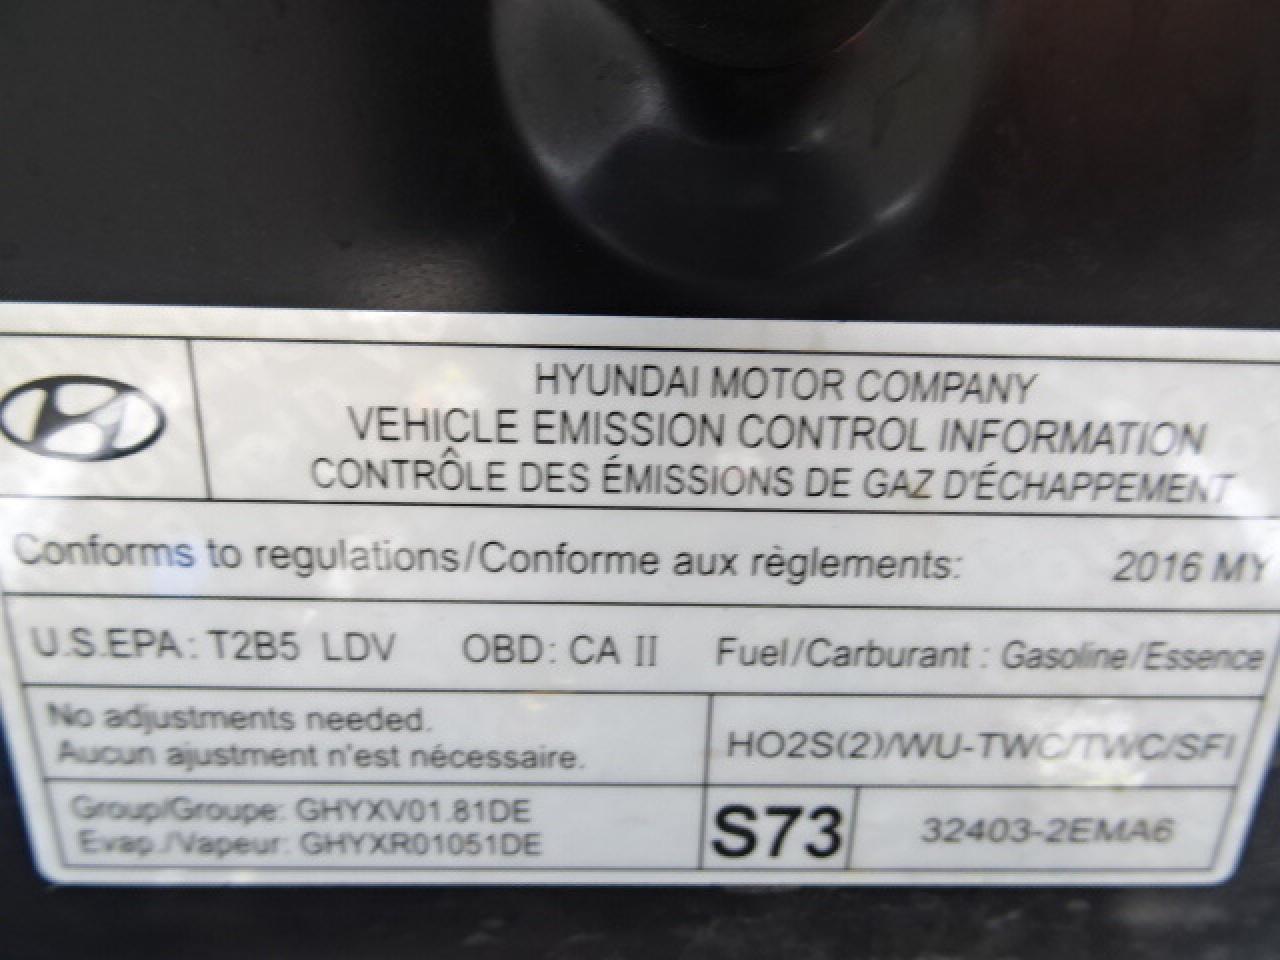 HYUNDAI MOTOR COMPANY
VEHICLE EMISSION CONTROL INFORMATION
CONTRÔLE DES ÉMISSIONS DE GAZ D'ÉCHAPPEMENT
Conforms to regulations/Conforme aux règlements: 2016 MY
U.S.EPA: T2B5 LDV OBD: CA II Fuel/Carburant : Gasoline/Essence
No adjustments needed.
Aucun ajustment n'est nécessaire.
HO2S(2)/WU-TWC/TWC/SFI
Group/Groupe: GHYXV01.81DE
Evap./Vapeur: GHYXR01051DE
S73
32403-2EMA6